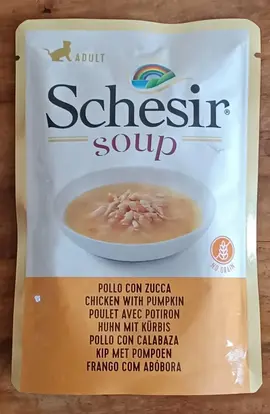 ADULT
Schesir®
soup
NO GRAIN
POLLO CON ZUCCA
CHICKEN WITH PUMPKIN
POULET AVEC POTIRON
HUHN MIT KÜRBIS
POLLO CON CALABAZA
KIP MET POMPOEN
FRANGO COM ABÓBORA